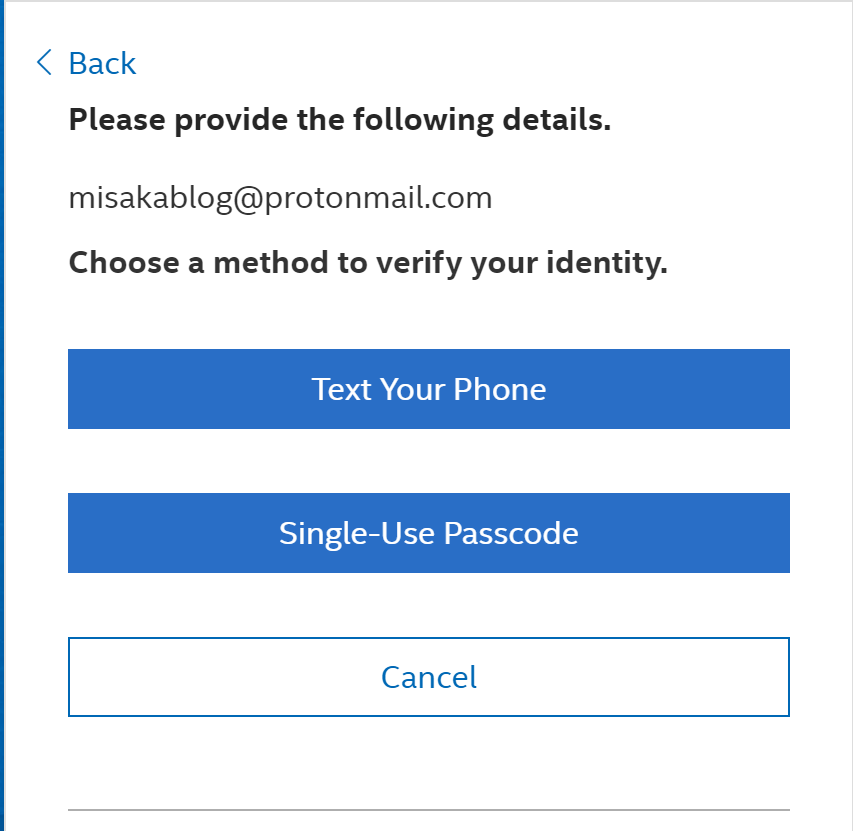 Back
Please provide the following details.
misakablog@protonmail.com
Choose a method to verify your identity.
Text Your Phone
Single-Use Passcode
Cancel